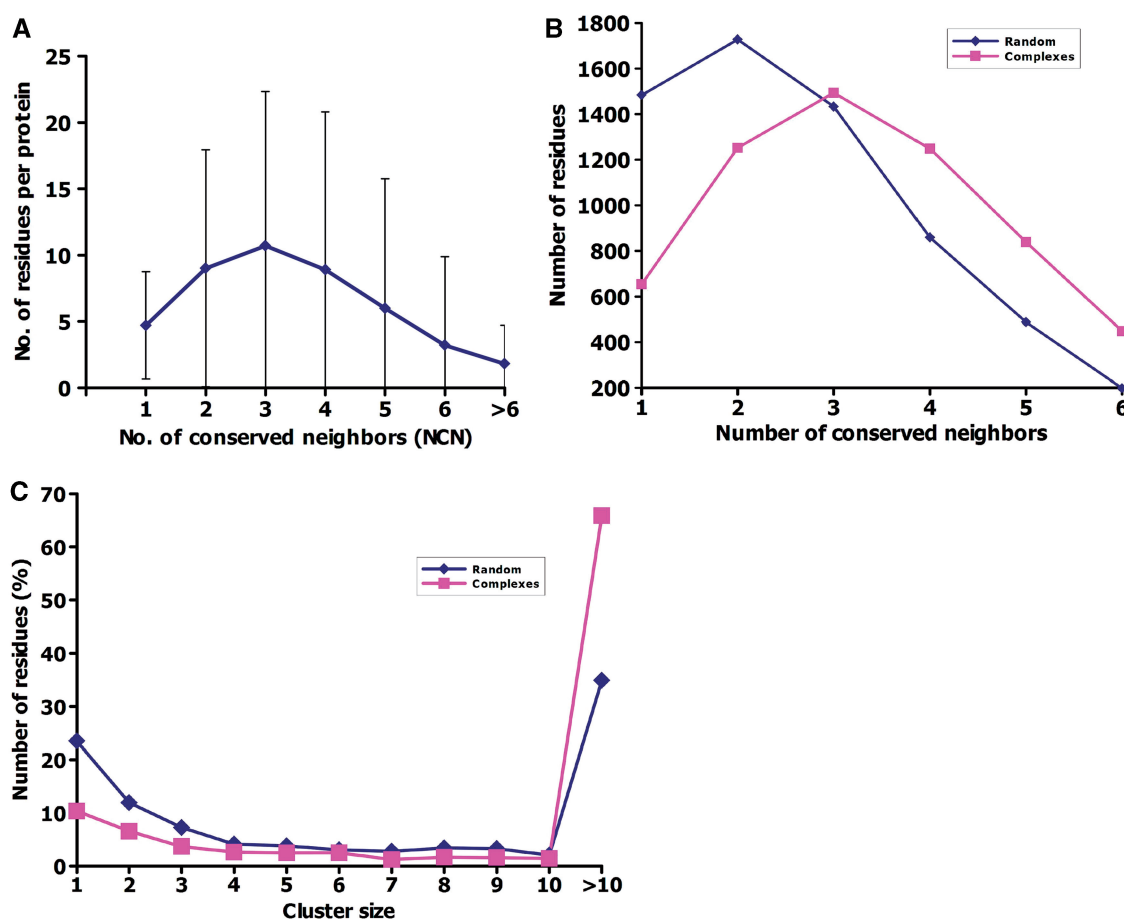 A
25
20
15
10
5
0
No. of residues per protein
1 2 3 4 5 6 >6
No. of conserved neighbors (NCN)
B
1800
1600
1400
1200
1000
800
600
400
200
Number of residues
Random
Complexes
1 2 3 4 5 6
Number of conserved neighbors
C
70
60
50
40
30
20
10
0
Number of residues (%)
Random
Complexes
1 2 3 4 5 6 7 8 9 10 >10
Cluster size